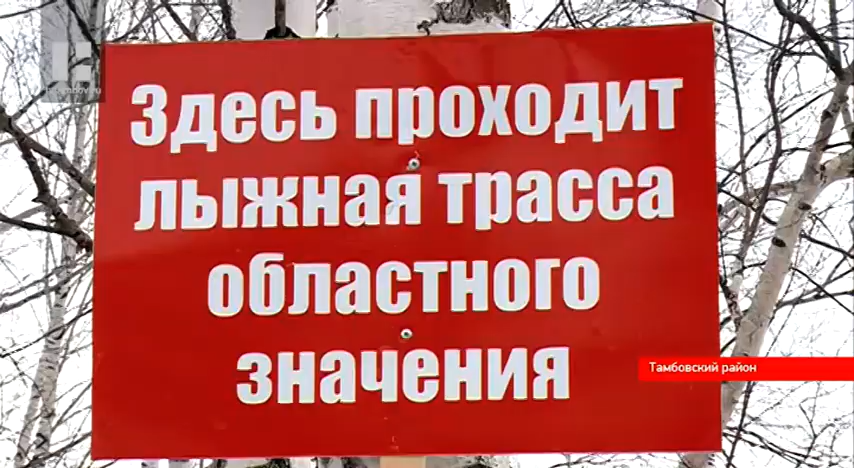 Здесь проходит
лыжная трасса
областного
значения
Тамбовский район